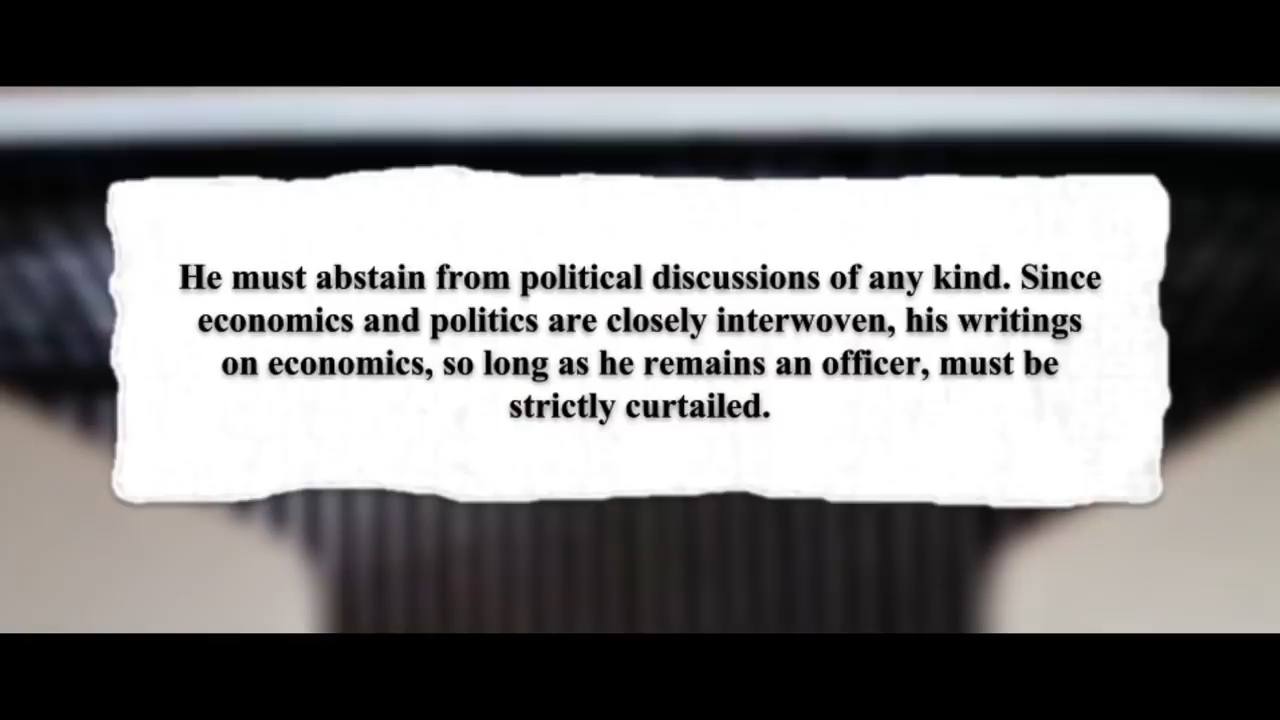 He must abstain from political discussions of any kind. Since
economics and politics are closely interwoven, his writings
on economics, so long as he remains an officer, must be
strictly curtailed.